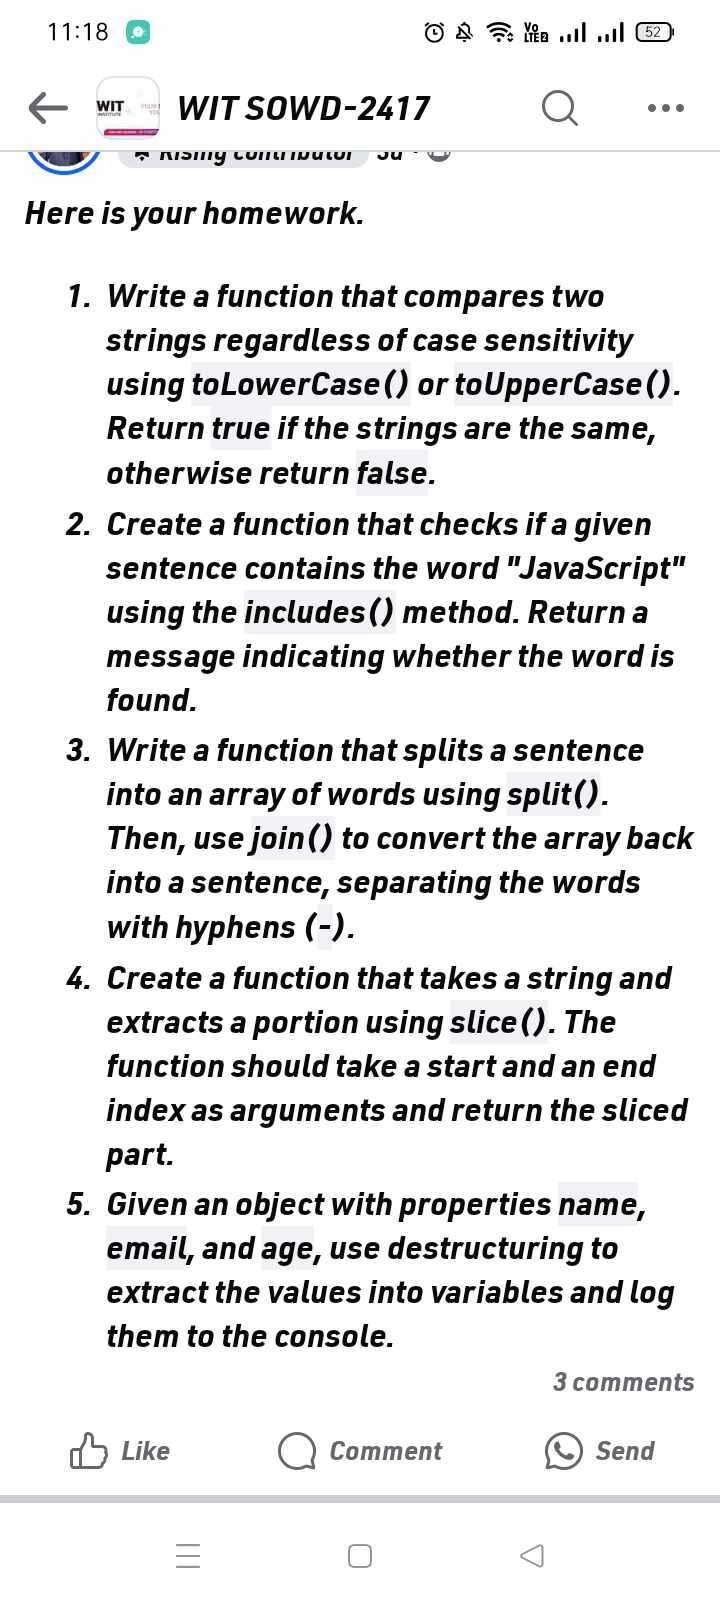 11:18 Vo LTE2 52
WIT INSTITUTE WIT SOWD-2417
Rising contributor 3d ·
Here is your homework.
1. Write a function that compares two
strings regardless of case sensitivity
using toLowerCase() or toUpperCase().
Return true if the strings are the same,
otherwise return false.
2. Create a function that checks if a given
sentence contains the word "JavaScript"
using the includes() method. Return a
message indicating whether the word is
found.
3. Write a function that splits a sentence
into an array of words using split().
Then, use join() to convert the array back
into a sentence, separating the words
with hyphens (-).
4. Create a function that takes a string and
extracts a portion using slice(). The
function should take a start and an end
index as arguments and return the sliced
part.
5. Given an object with properties name,
email, and age, use destructuring to
extract the values into variables and log
them to the console.
3 comments
Like Comment Send